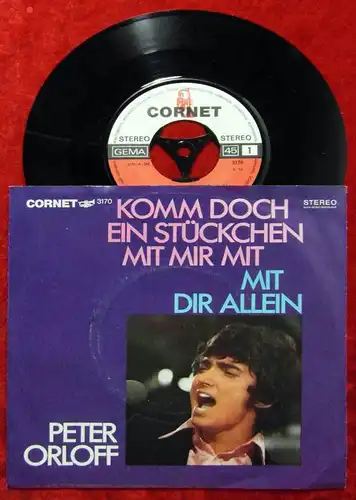 CORNET
STEREO STEREO
GEMA 45 1
3170
CORNET 3170
STEREO
KOMM DOCH
EIN STÜCKCHEN
MIT MIR MIT
MIT
DIR ALLEIN
PETER
ORLOFF